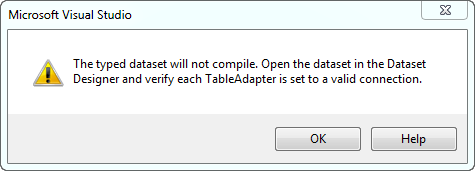 Microsoft Visual Studio
The typed dataset will not compile. Open the dataset in the Dataset
Designer and verify each TableAdapter is set to a valid connection.
OK
Help